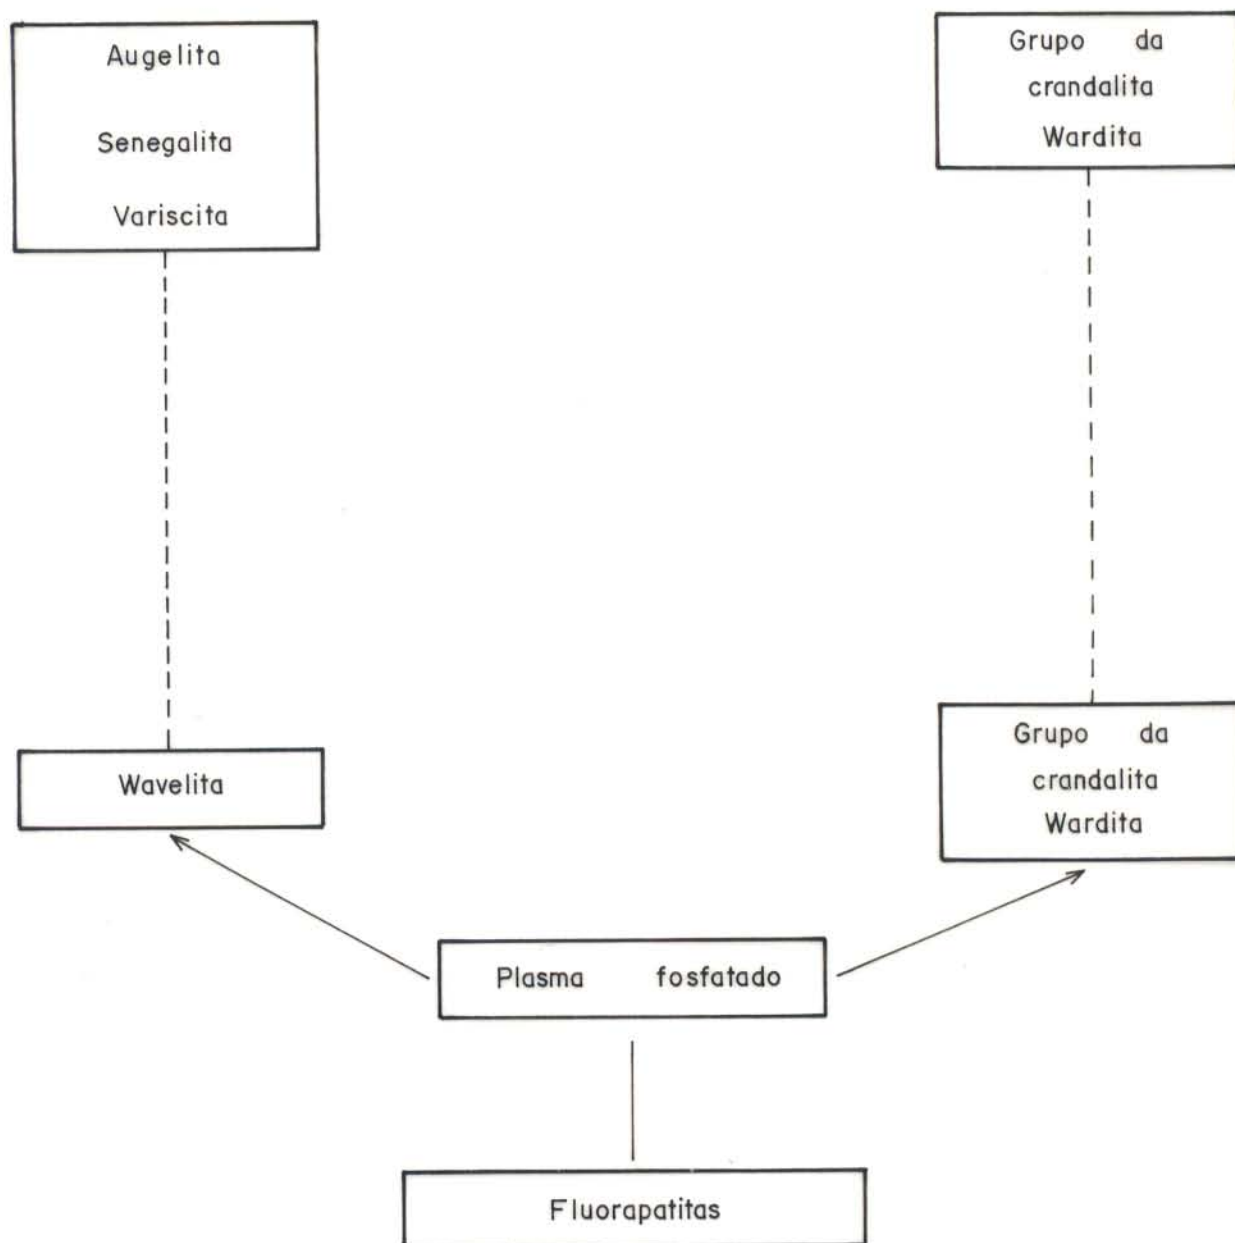 Augelita
Senegalita
Variscita
Grupo da
crandalita
Wardita
Wavelita
Grupo da
crandalita
Wardita
Plasma fosfatado
Fluorapatitas